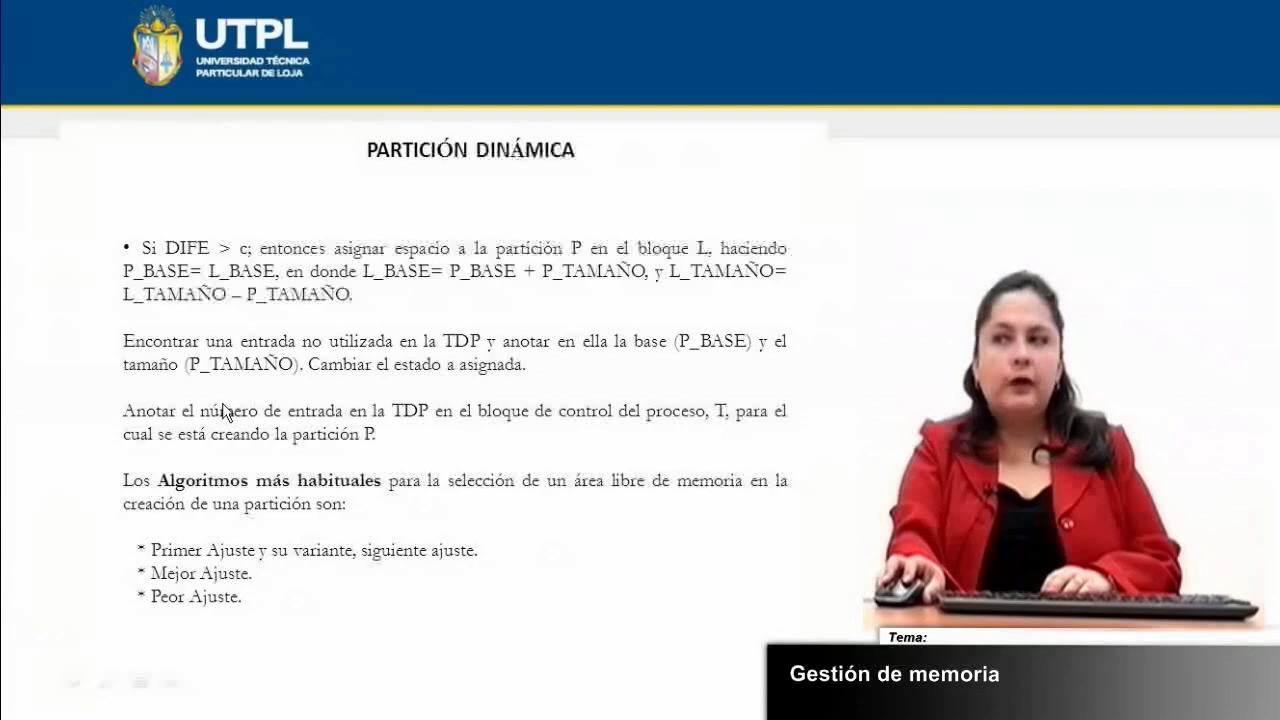 UTPL
UNIVERSIDAD TÉCNICA
PARTICULAR DE LOJA
PARTICIÓN DINÁMICA
• Si DIFE > c; entonces asignar espacio a la partición P en el bloque L, haciendo
P_BASE= L_BASE, en donde L_BASE= P_BASE + P_TAMAÑO, y L_TAMAÑO=
L_TAMAÑO – P_TAMAÑO.
Encontrar una entrada no utilizada en la TDP y anotar en ella la base (P_BASE) y el
tamaño (P_TAMAÑO). Cambiar el estado a asignada.
Anotar el número de entrada en la TDP en el bloque de control del proceso, T, para el
cual se está creando la partición P.
Los Algoritmos más habituales para la selección de un área libre de memoria en la
creación de una partición son:
* Primer Ajuste y su variante, siguiente ajuste.
* Mejor Ajuste.
* Peor Ajuste.
Tema:
Gestión de memoria